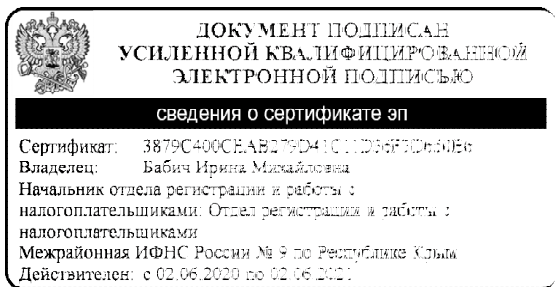 ДОКУМЕНТ ПОДПИСАН
УСИЛЕННОЙ КВАЛИФИЦИРОВАННОЙ
ЭЛЕКТРОННОЙ ПОДПИСЬЮ
сведения о сертификате эп
Сертификат:
Владелец: Бабич Ирина Михайловна
Начальник отдела регистрации и работы с
налогоплательщиками: Отдел регистрации и работы с
налогоплательщиками
Межрайонная ИФНС России № 9 по Республике Крым
Действителен: с 02.06.2020 по 02.06.2021